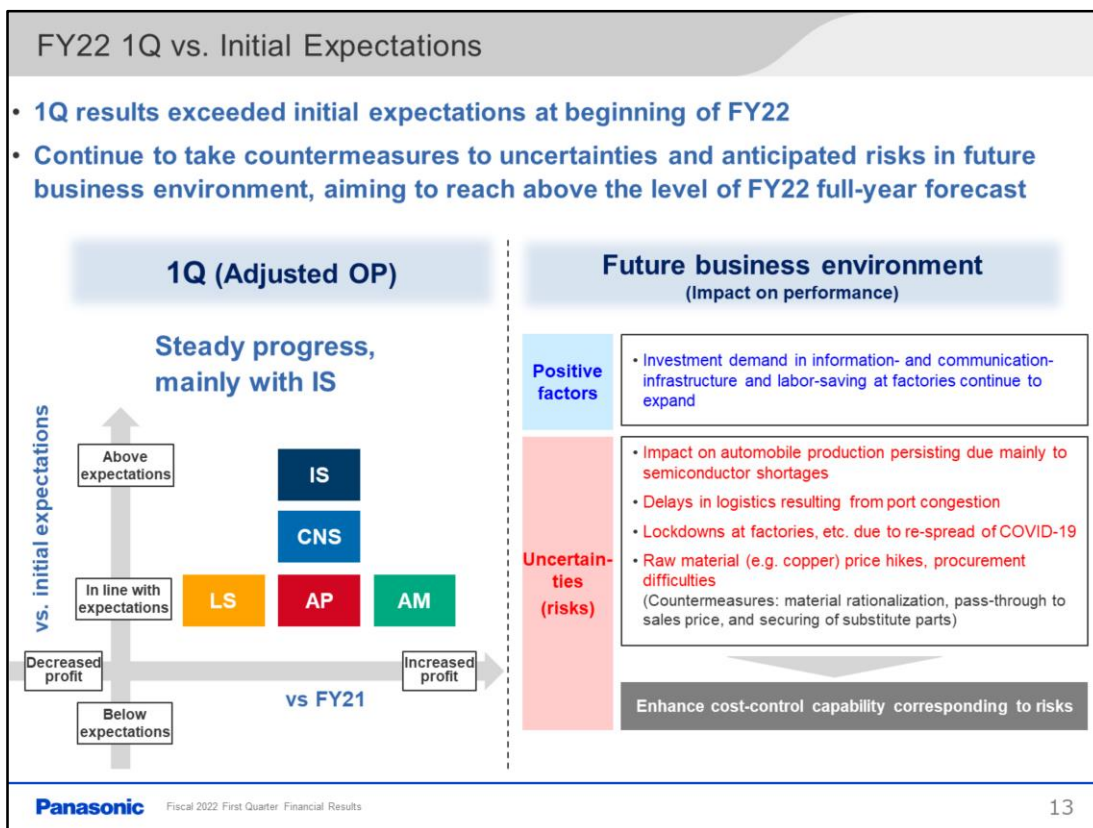 FY22 1Q vs. Initial Expectations
• 1Q results exceeded initial expectations at beginning of FY22
• Continue to take countermeasures to uncertainties and anticipated risks in future
business environment, aiming to reach above the level of FY22 full-year forecast
1Q (Adjusted OP)
Steady progress,
mainly with IS
vs. initial expectations
Above
expectations
IS
CNS
In line with
expectations
LS
AP
AM
Decreased
profit
Increased
profit
vs FY21
Below
expectations
Future business environment
(Impact on performance)
Positive
factors
• Investment demand in information- and communication-
infrastructure and labor-saving at factories continue to
expand
Uncertain-
ties
(risks)
• Impact on automobile production persisting due mainly to
semiconductor shortages
• Delays in logistics resulting from port congestion
• Lockdowns at factories, etc. due to re-spread of COVID-19
• Raw material (e.g. copper) price hikes, procurement
difficulties
(Countermeasures: material rationalization, pass-through to
sales price, and securing of substitute parts)
Enhance cost-control capability corresponding to risks
Panasonic
Fiscal 2022 First Quarter Financial Results
13